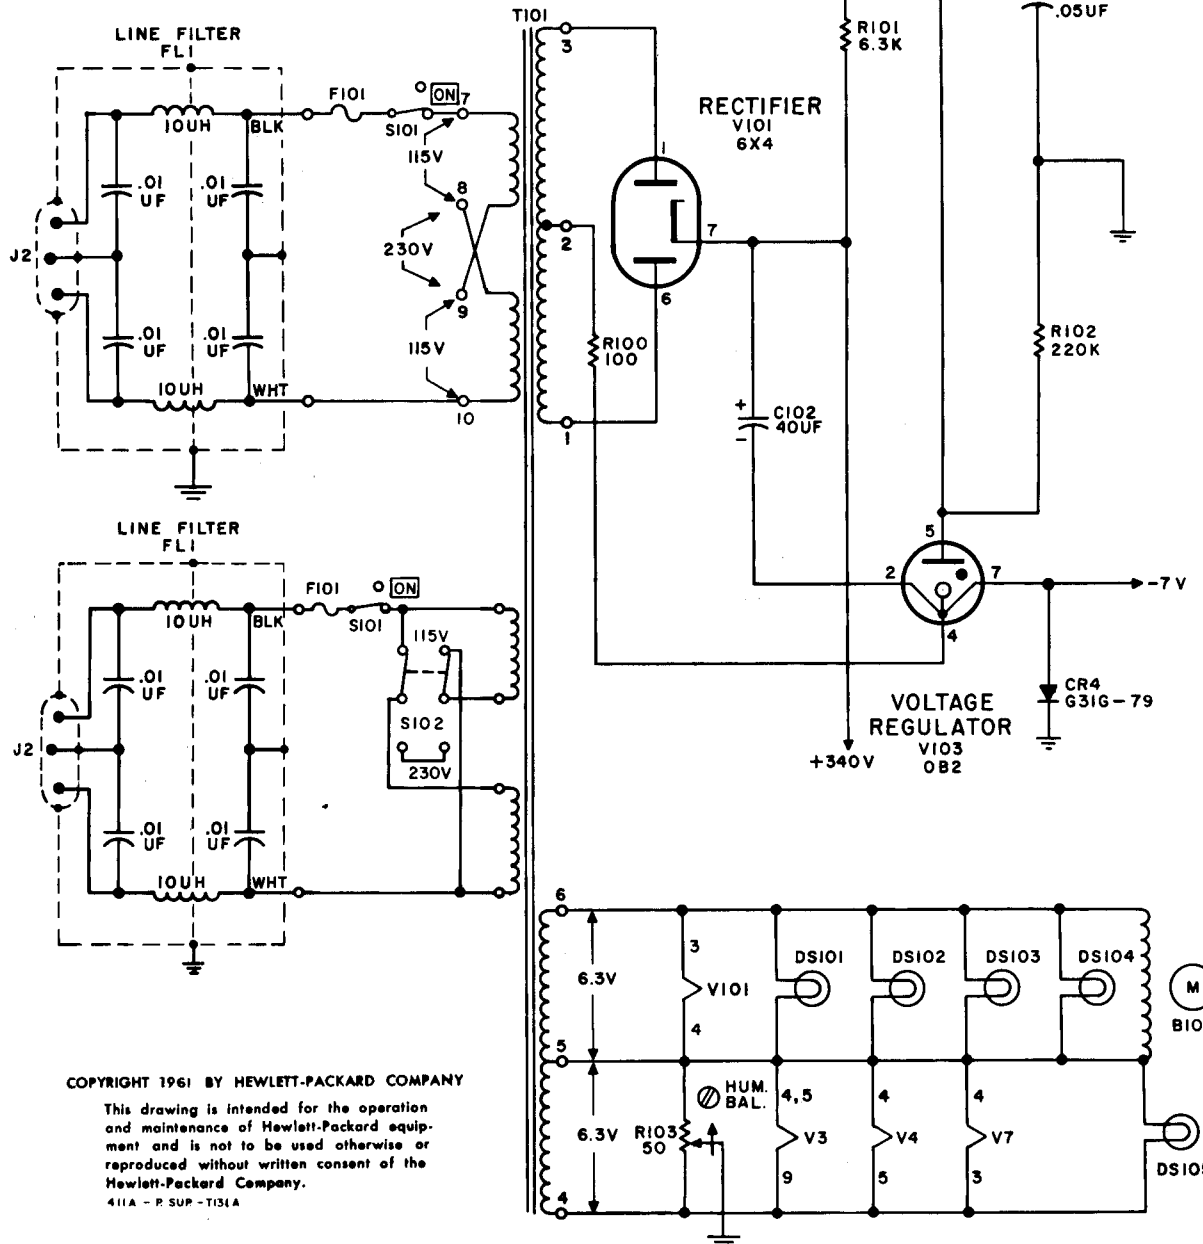 LINE FILTER
FL1
BLK
F101
S101
ON
7
115V
8
230V
9
115V
10
10UH
.01
UF
.01
UF
J2
.01
UF
.01
UF
10UH
WHT
T101
3
2
1
R100
100
RECTIFIER
V101
6X4
1
7
6
R101
6.3K
.05UF
R102
220K
+
C102
40UF
-
5
2
7
4
-7V
CR4
G31G-79
VOLTAGE
REGULATOR
V103
OB2
+340V
LINE FILTER
FL1
10UH
BLK
F101
S101
ON
115V
S102
230V
.01
UF
.01
UF
J2
.01
UF
.01
UF
10UH
WHT
6
6.3V
3
V101
4
DS101
DS102
DS103
DS104
M
B10
5
6.3V
R103
50
HUM.
BAL.
4,5
V3
9
4
V4
5
4
V7
3
DS105
4
COPYRIGHT 1961 BY HEWLETT-PACKARD COMPANY
This drawing is intended for the operation
and maintenance of Hewlett-Packard equip-
ment and is not to be used otherwise or
reproduced without written consent of the
Hewlett-Packard Company.
411A - P. SUP - T131A